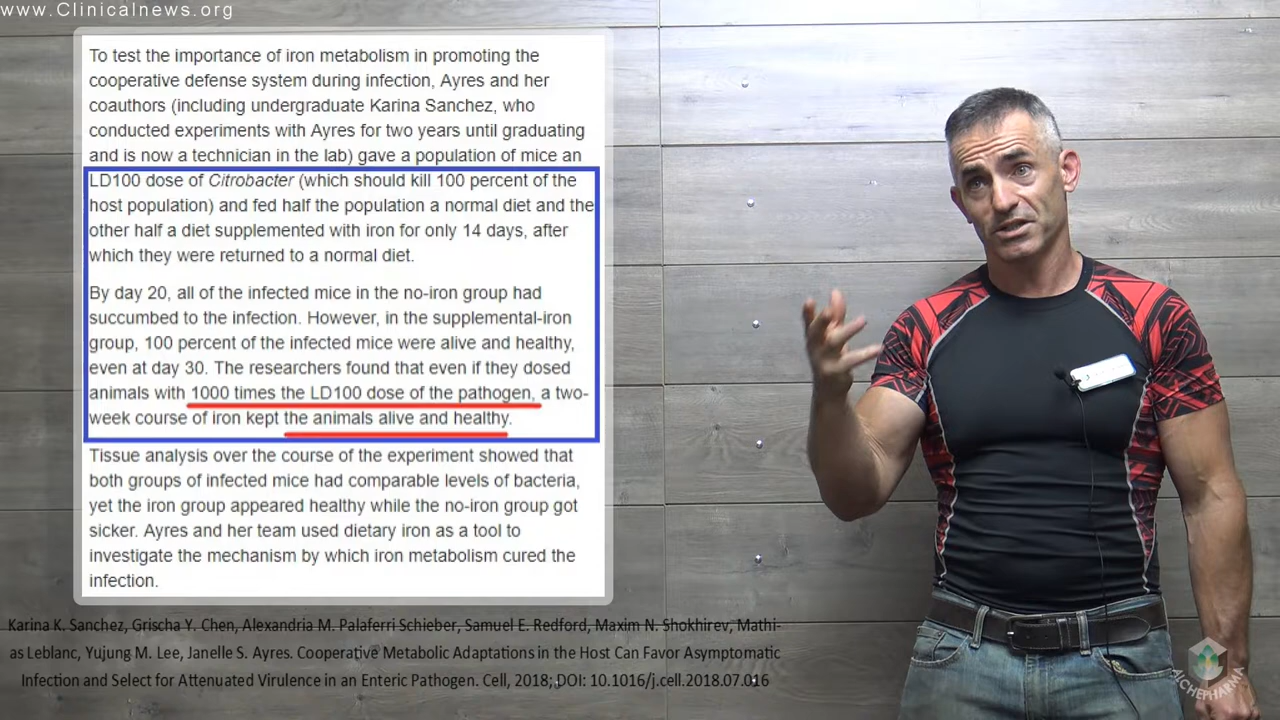 www.Clinicalnews.org
To test the importance of iron metabolism in promoting the
cooperative defense system during infection, Ayres and her
coauthors (including undergraduate Karina Sanchez, who
conducted experiments with Ayres for two years until graduating
and is now a technician in the lab) gave a population of mice an
LD100 dose of Citrobacter (which should kill 100 percent of the
host population) and fed half the population a normal diet and the
other half a diet supplemented with iron for only 14 days, after
which they were returned to a normal diet.
By day 20, all of the infected mice in the no-iron group had
succumbed to the infection. However, in the supplemental-iron
group, 100 percent of the infected mice were alive and healthy,
even at day 30. The researchers found that even if they dosed
animals with 1000 times the LD100 dose of the pathogen, a two-
week course of iron kept the animals alive and healthy.
Tissue analysis over the course of the experiment showed that
both groups of infected mice had comparable levels of bacteria,
yet the iron group appeared healthy while the no-iron group got
sicker. Ayres and her team used dietary iron as a tool to
investigate the mechanism by which iron metabolism cured the
infection.
Karina K. Sanchez, Grischa Y. Chen, Alexandria M. Palaferri Schieber, Samuel E. Redford, Maxim N. Shokhirev, Mathi-
as Leblanc, Yujung M. Lee, Janelle S. Ayres. Cooperative Metabolic Adaptations in the Host Can Favor Asymptomatic
Infection and Select for Attenuated Virulence in an Enteric Pathogen. Cell, 2018; DOI: 10.1016/j.cell.2018.07.016
ALCHEPHARMA